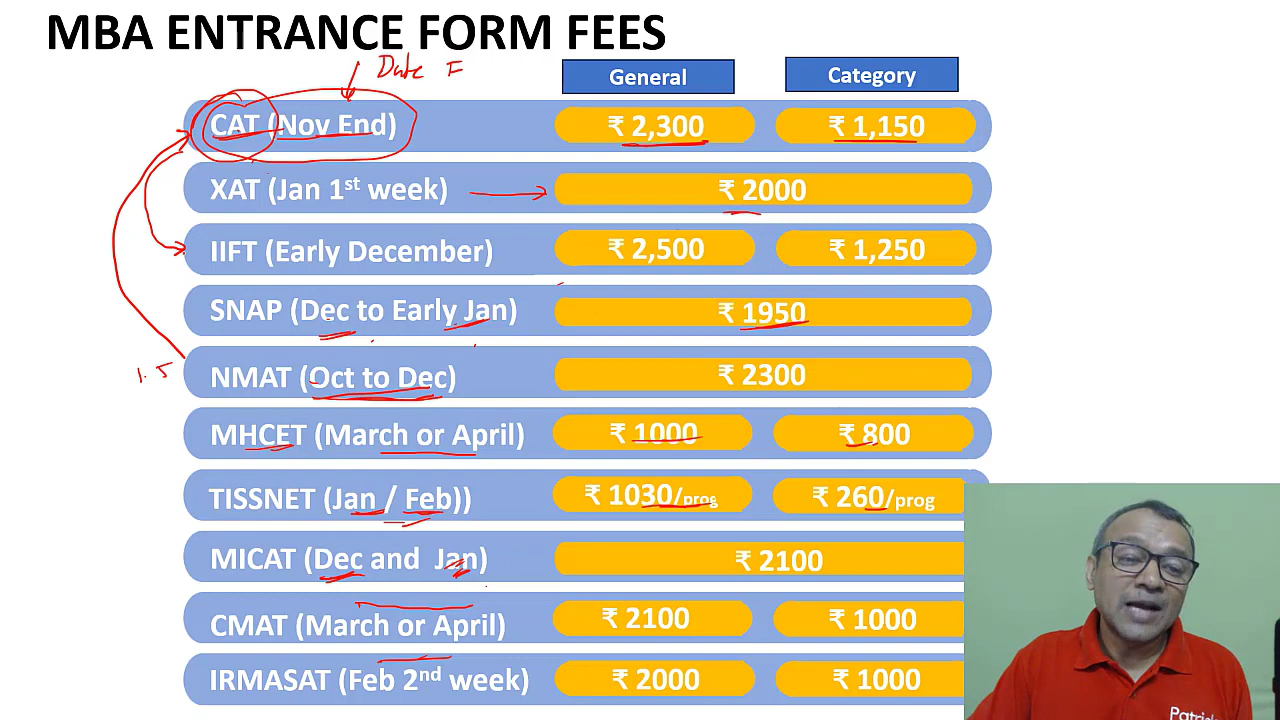 MBA ENTRANCE FORM FEES
Date F
General Category
CAT (Nov End) ₹ 2,300 ₹ 1,150
XAT (Jan 1st week) ₹ 2000
IIFT (Early December) ₹ 2,500 ₹ 1,250
SNAP (Dec to Early Jan) ₹ 1950
1.5
NMAT (Oct to Dec) ₹ 2300
MHCET (March or April) ₹ 1000 ₹ 800
TISSNET (Jan / Feb)) ₹ 1030/prog ₹ 260/prog
MICAT (Dec and Jan) ₹ 2100
CMAT (March or April) ₹ 2100 ₹ 1000
IRMASAT (Feb 2nd week) ₹ 2000 ₹ 1000